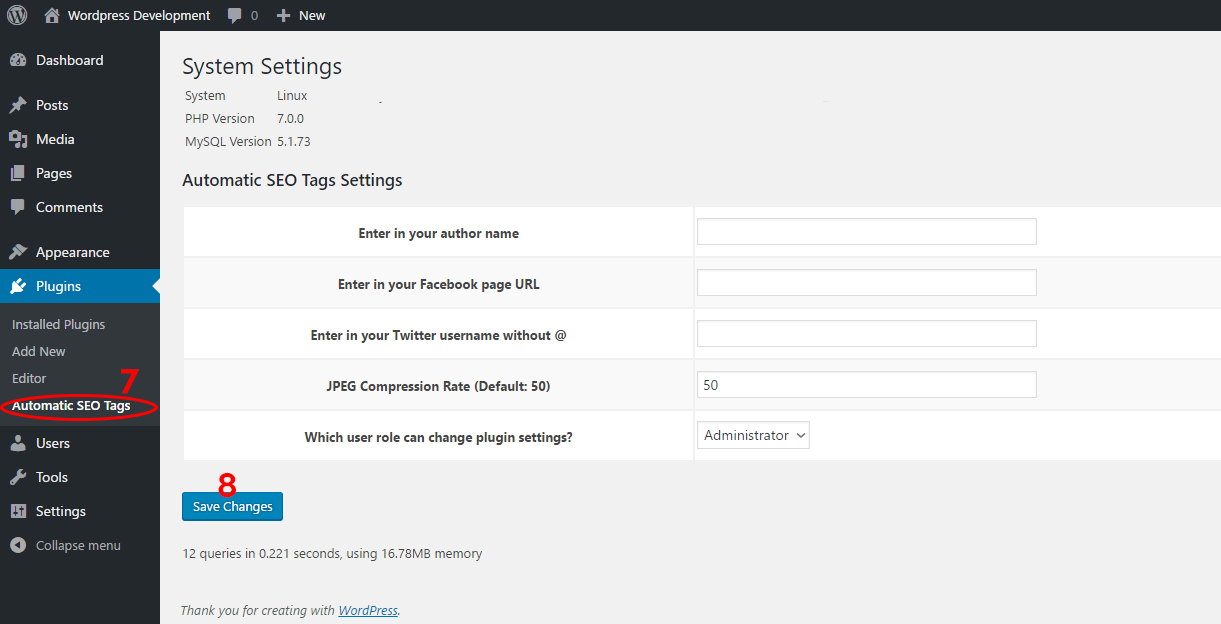 Wordpress Development 0 New
Dashboard
Posts
Media
Pages
Comments
Appearance
Plugins
Installed Plugins
Add New
Editor
7
Automatic SEO Tags
Users
Tools
Settings
Collapse menu
System Settings
System Linux
PHP Version 7.0.0
MySQL Version 5.1.73
Automatic SEO Tags Settings
Enter in your author name
Enter in your Facebook page URL
Enter in your Twitter username without @
JPEG Compression Rate (Default: 50) 50
Which user role can change plugin settings? Administrator
8
Save Changes
12 queries in 0.221 seconds, using 16.78MB memory
Thank you for creating with WordPress.